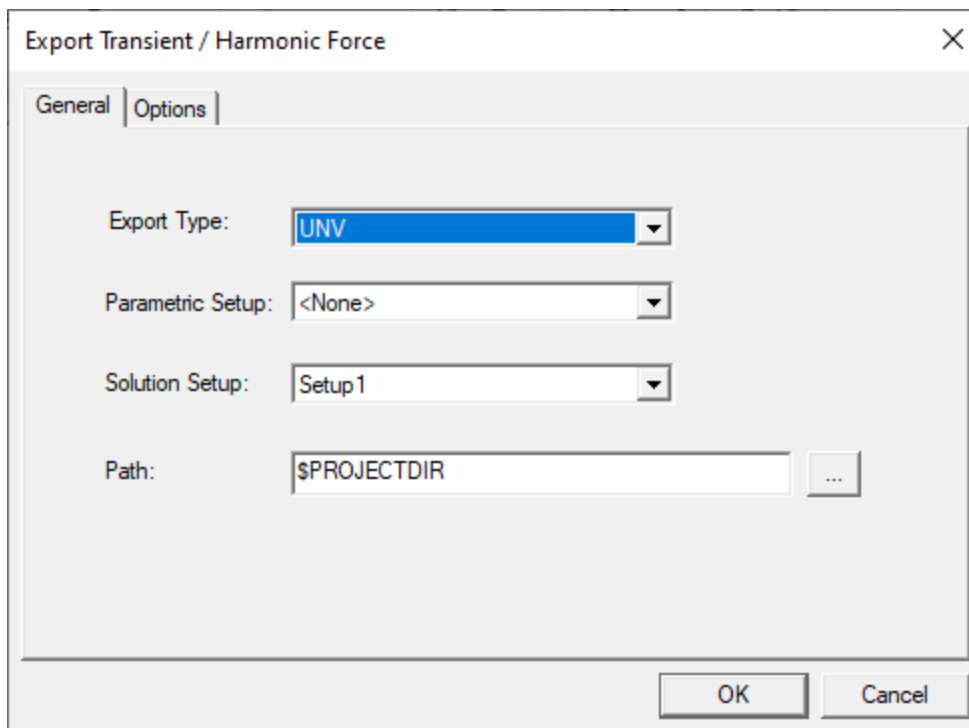 Export Transient / Harmonic Force
General Options
Export Type: UNV
Parametric Setup: <None>
Solution Setup: Setup1
Path: $PROJECTDIR ...
OK Cancel